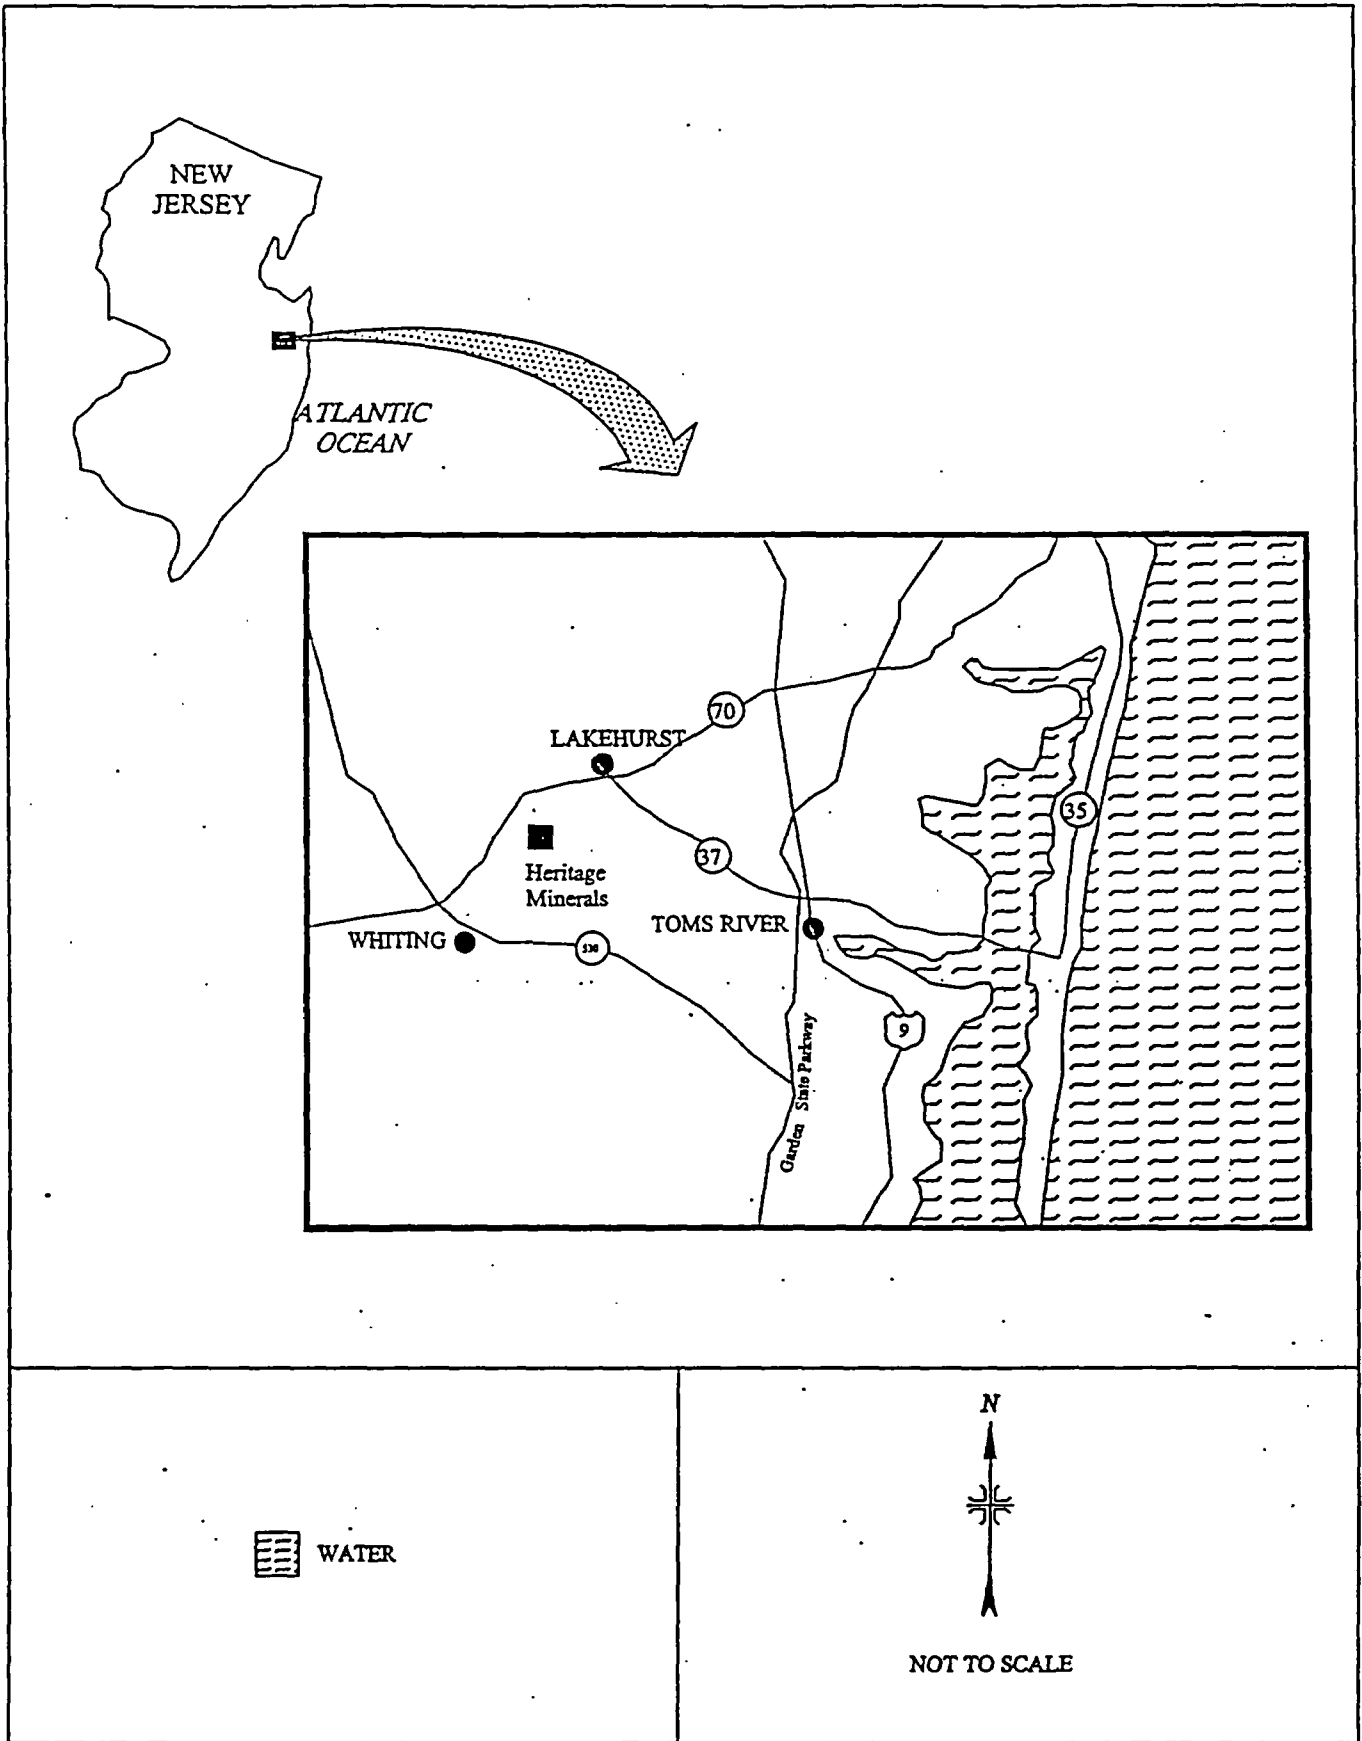 NEW
JERSEY
ATLANTIC
OCEAN
70
LAKEHURST
35
37
Heritage
Minerals
TOMS RIVER
WHITING
530
9
Garden State Parkway
WATER
N
NOT TO SCALE